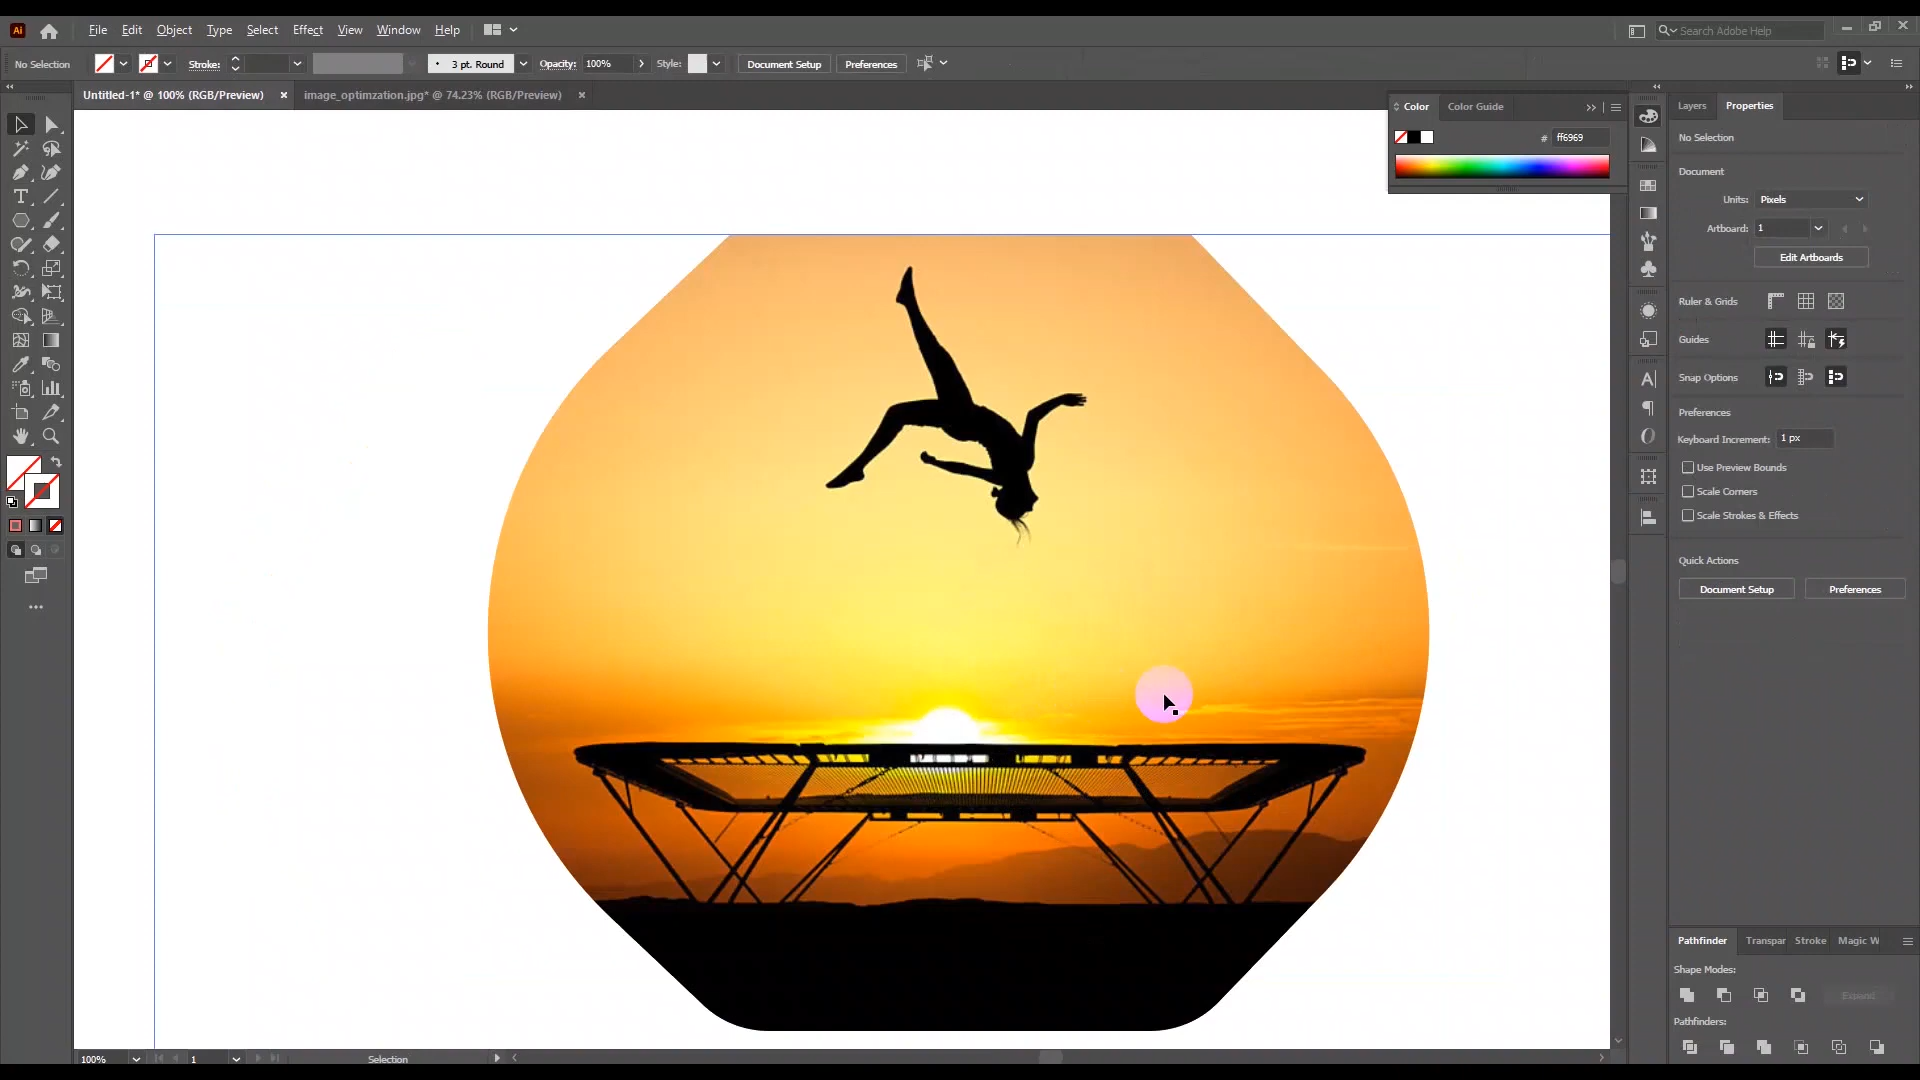 Ai File Edit Object Type Select Effect View Window Help Search Adobe Help
No Selection Stroke: 3 pt. Round Opacity: 100% Style: Document Setup Preferences
Untitled-1* @ 100% (RGB/Preview) × image_optimzation.jpg* @ 74.23% (RGB/Preview) ×
Color Color Guide
# ff6969
Layers Properties
No Selection
Document
Units: Pixels
Artboard: 1
Edit Artboards
Ruler & Grids
Guides
Snap Options
Preferences
Keyboard Increment: 1 px
Use Preview Bounds
Scale Corners
Scale Strokes & Effects
Quick Actions
Document Setup Preferences
Pathfinder Transpar Stroke Magic W
Shape Modes:
Expand
Pathfinders:
100% 1 Selection